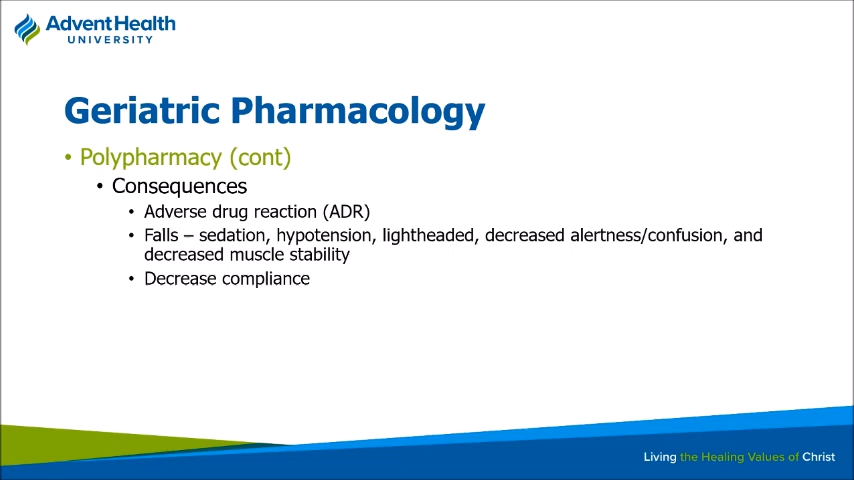 AdventHealth
UNIVERSITY
Geriatric Pharmacology
• Polypharmacy (cont)
• Consequences
• Adverse drug reaction (ADR)
• Falls – sedation, hypotension, lightheaded, decreased alertness/confusion, and
decreased muscle stability
• Decrease compliance
Living the Healing Values of Christ